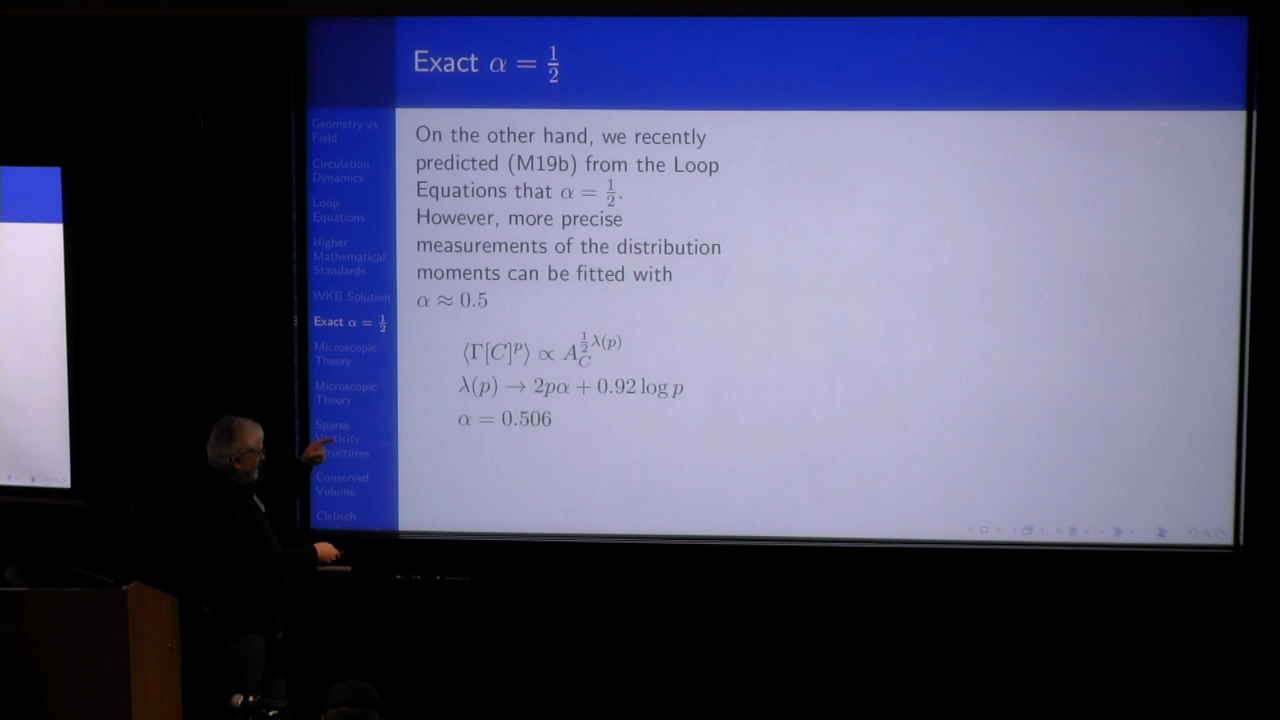 Exact α = 1/2
Geometry vs
Field
Circulation
Dynamics
Loop
Equations
Higher
Mathematical
Standards
WKB Solution
Exact α = 1/2
Microscopic
Theory
Microscopic
Theory
Sparse
Vorticity
Structures
Conserved
Volume
Clebsch
On the other hand, we recently
predicted (M19b) from the Loop
Equations that α = 1/2.
However, more precise
measurements of the distribution
moments can be fitted with
α ≈ 0.5
⟨Γ[C]^p⟩ ∝ A_C^{1/2 λ(p)}
λ(p) → 2pα + 0.92 log p
α = 0.506